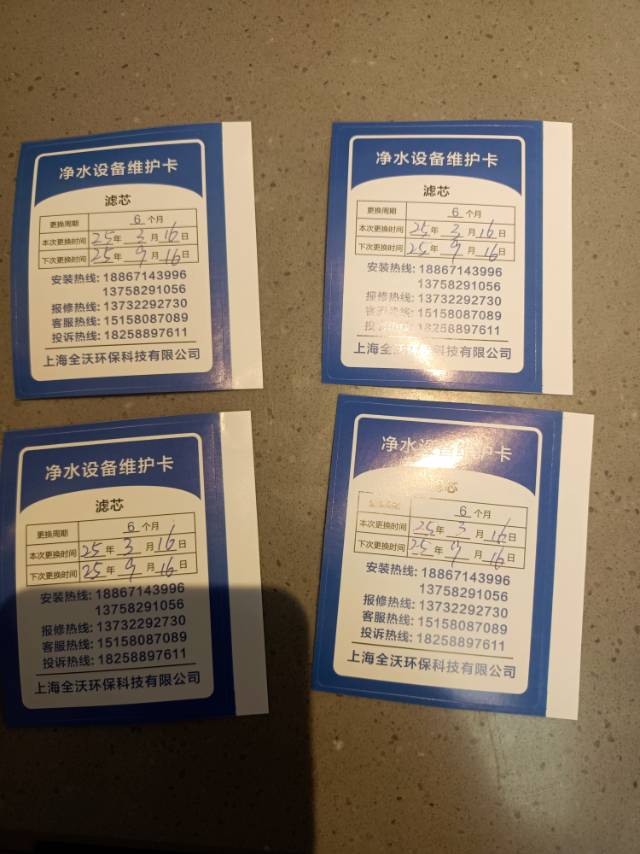 净水设备维护卡
滤芯
更换周期 6 个月
本次更换时间 25 年 3 月 16 日
下次更换时间 25 年 9 月 16 日
安装热线: 18867143996
13758291056
报修热线: 13732292730
客服热线: 15158087089
投诉热线: 18258897611
上海全沃环保科技有限公司
净水设备维护卡
滤芯
更换周期 6 个月
本次更换时间 25 年 3 月 16 日
下次更换时间 25 年 9 月 16 日
安装热线: 18867143996
13758291056
报修热线: 13732292730
客服热线: 15158087089
投诉热线: 18258897611
上海全沃环保科技有限公司
净水设备维护卡
滤芯
更换周期 6 个月
本次更换时间 25 年 3 月 16 日
下次更换时间 25 年 9 月 16 日
安装热线: 18867143996
13758291056
报修热线: 13732292730
客服热线: 15158087089
投诉热线: 18258897611
上海全沃环保科技有限公司
净水设备维护卡
芯
6 个月
本次更换时间 25 年 3 月 16 日
下次更换时间 25 年 9 月 16 日
安装热线: 18867143996
13758291056
报修热线: 13732292730
客服热线: 15158087089
投诉热线: 18258897611
上海全沃环保科技有限公司